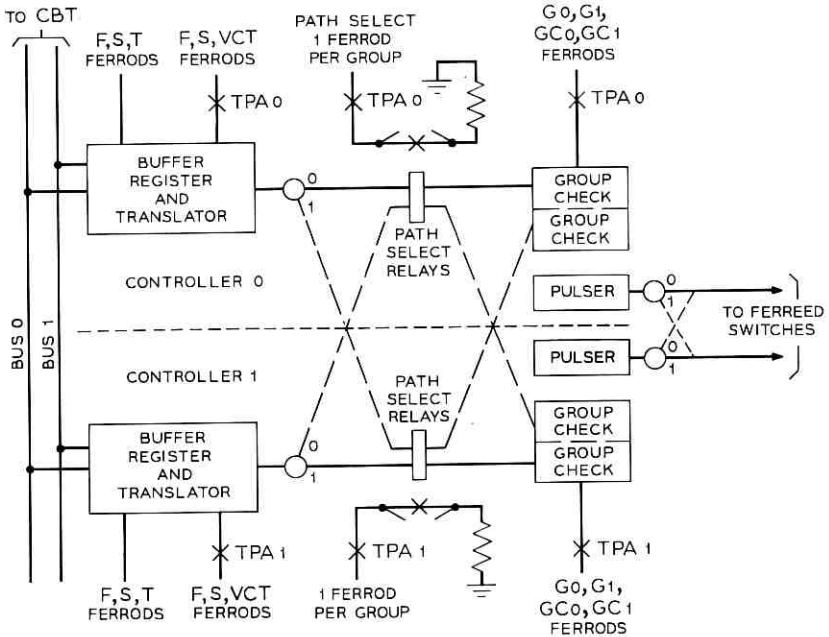 TO CBT
F,S,T
FERRODS
F,S,VCT
FERRODS
TPA 0
PATH SELECT
1 FERROD
PER GROUP
TPA 0
G0,G1,
GC0,GC1
FERRODS
TPA 0
BUFFER
REGISTER
AND
TRANSLATOR
0
1
PATH
SELECT
RELAYS
GROUP
CHECK
GROUP
CHECK
CONTROLLER 0
PULSER
0
1
TO FERREED
SWITCHES
BUS 0
BUS 1
CONTROLLER 1
PULSER
0
1
PATH
SELECT
RELAYS
BUFFER
REGISTER
AND
TRANSLATOR
0
1
GROUP
CHECK
GROUP
CHECK
TPA 1
TPA 1
TPA 1
F,S,T
FERRODS
F,S,VCT
FERRODS
1 FERROD
PER GROUP
G0,G1,
GC0,GC1
FERRODS